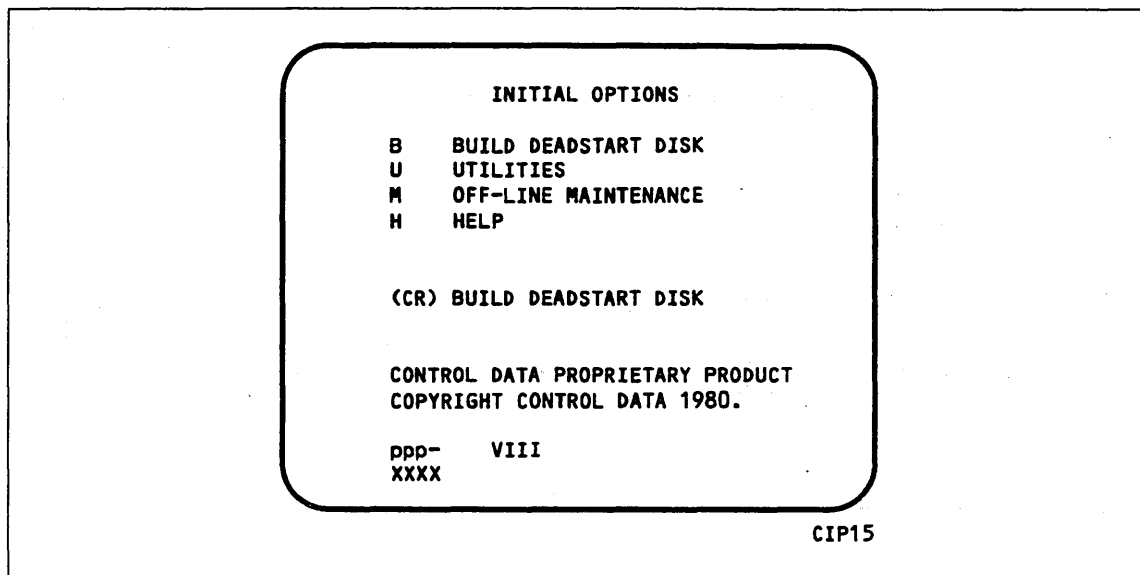 INITIAL OPTIONS
B BUILD DEADSTART DISK
U UTILITIES
M OFF-LINE MAINTENANCE
H HELP
(CR) BUILD DEADSTART DISK
CONTROL DATA PROPRIETARY PRODUCT
COPYRIGHT CONTROL DATA 1980.
ppp- VIII
XXXX
CIP15